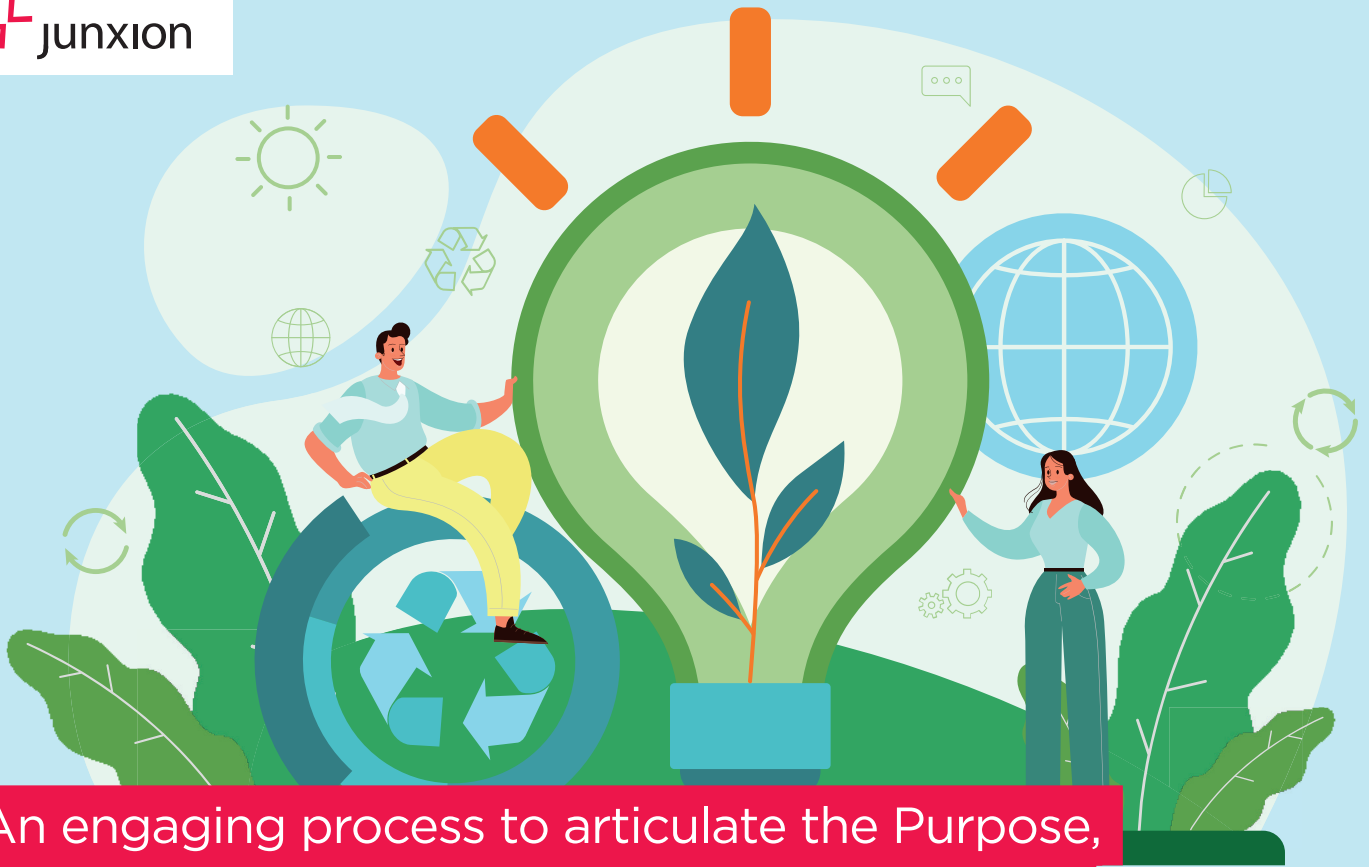 junxion
An engaging process to articulate the Purpose,